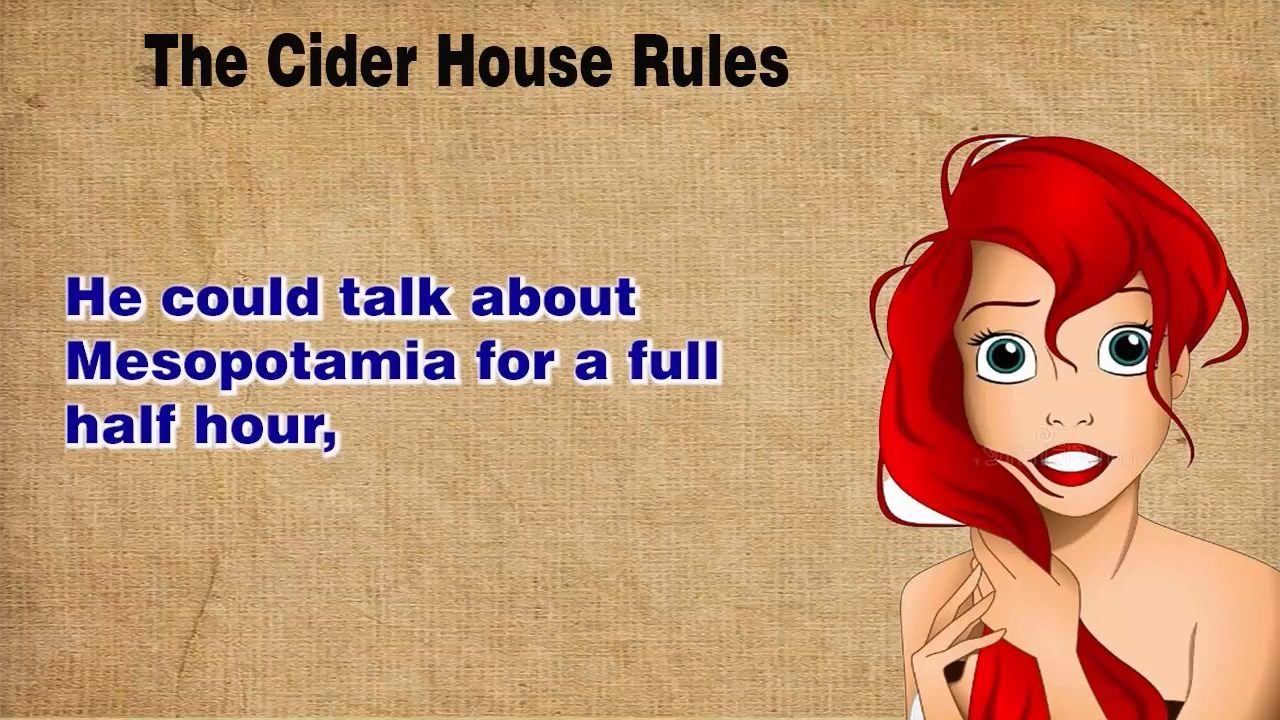 The Cider House Rules
He could talk about
Mesopotamia for a full
half hour,